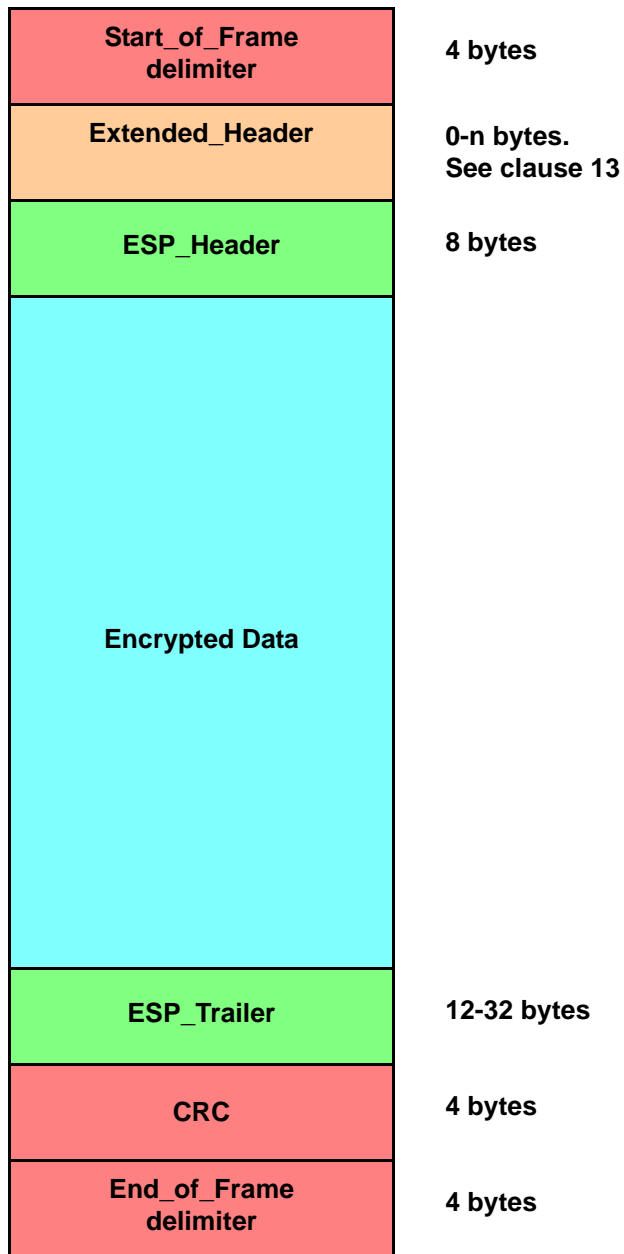 Start_of_Frame
delimiter
4 bytes
Extended_Header
0-n bytes.
See clause 13
ESP_Header
8 bytes
Encrypted Data
ESP_Trailer
12-32 bytes
CRC
4 bytes
End_of_Frame
delimiter
4 bytes